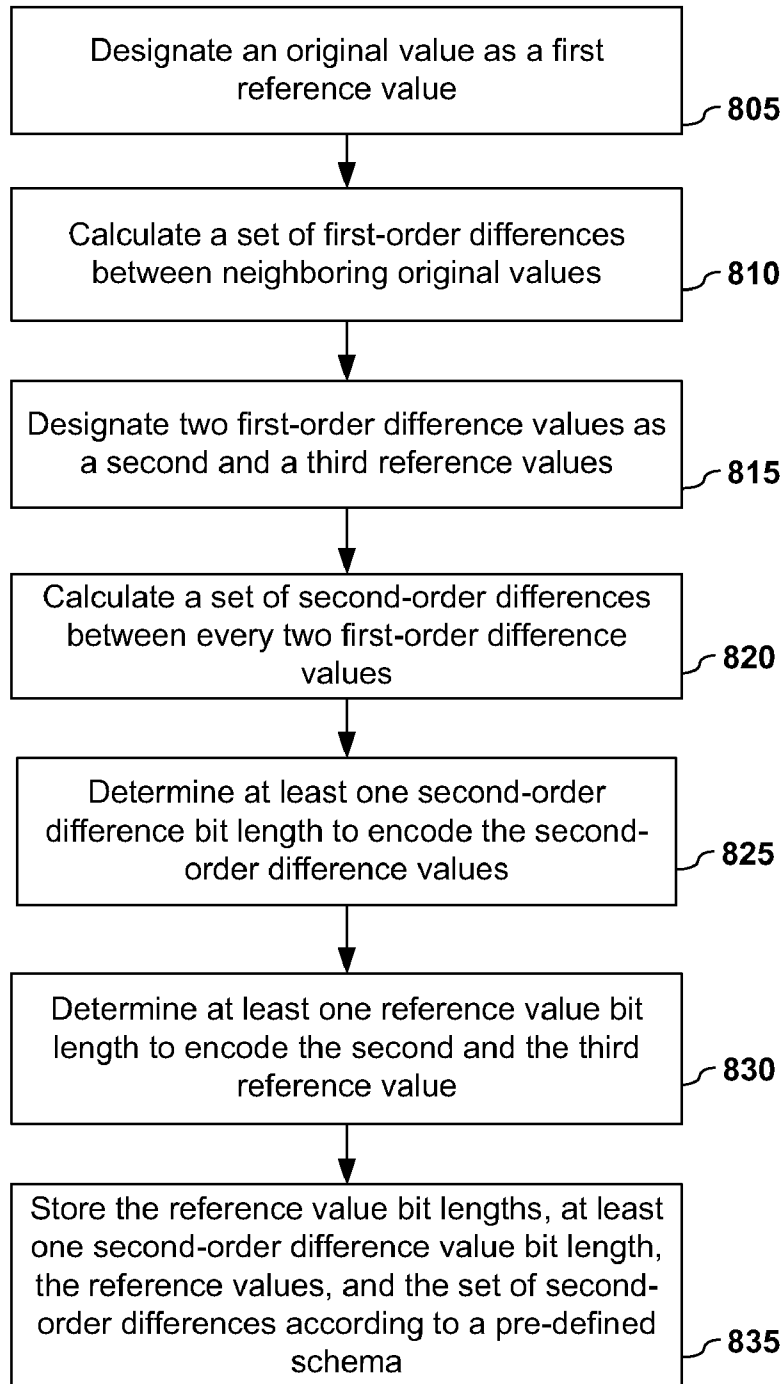 Designate an original value as a first
reference value
805
Calculate a set of first-order differences
between neighboring original values
810
Designate two first-order difference values as
a second and a third reference values
815
Calculate a set of second-order differences
between every two first-order difference
values
820
Determine at least one second-order
difference bit length to encode the second-
order difference values
825
Determine at least one reference value bit
length to encode the second and the third
reference value
830
Store the reference value bit lengths, at least
one second-order difference value bit length,
the reference values, and the set of second-
order differences according to a pre-defined
schema
835